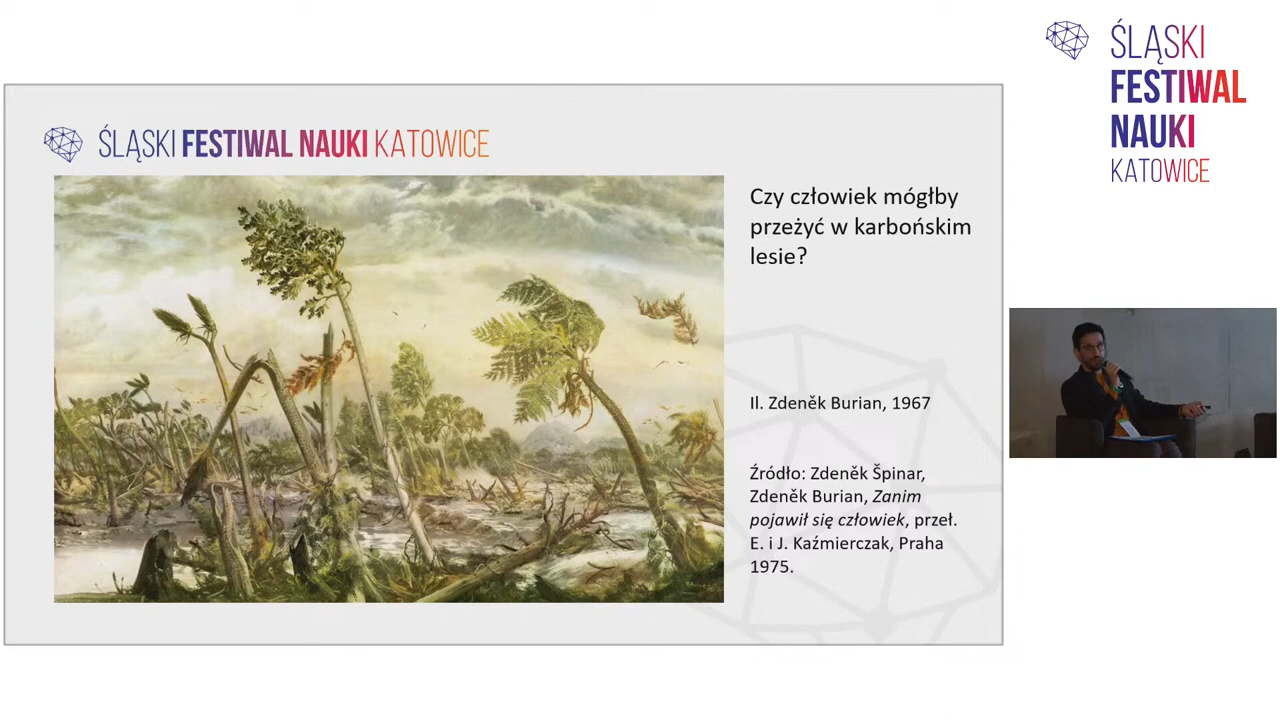 ŚLĄSKI FESTIWAL NAUKI KATOWICE
Czy człowiek mógłby
przeżyć w karbońskim
lesie?
Il. Zdeněk Burian, 1967
Źródło: Zdeněk Špinar,
Zdeněk Burian, Zanim
pojawił się człowiek, przeł.
E. i J. Kaźmierczak, Praha
1975.
ŚLĄSKI
FESTIWAL
NAUKI
KATOWICE